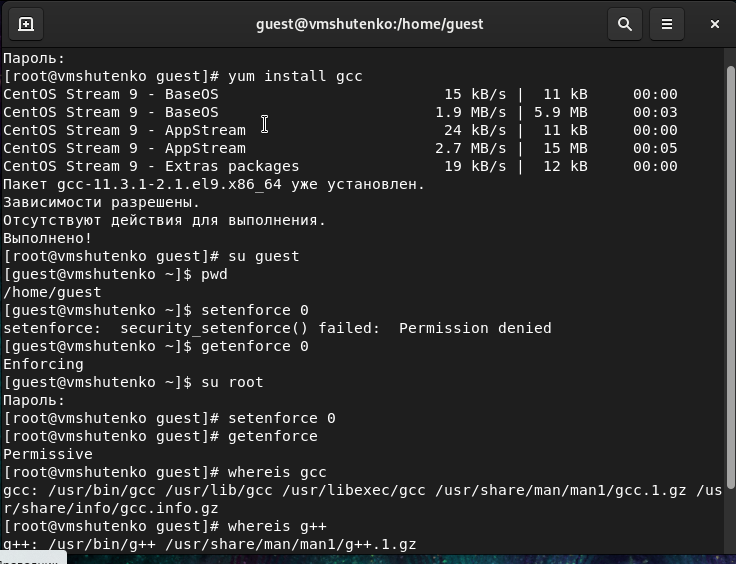 guest@vmshutenko:/home/guest
Пароль:
[root@vmshutenko guest]# yum install gcc
CentOS Stream 9 - BaseOS                         15 kB/s |  11 kB     00:00
CentOS Stream 9 - BaseOS                        1.9 MB/s | 5.9 MB     00:03
CentOS Stream 9 - AppStream                      24 kB/s |  11 kB     00:00
CentOS Stream 9 - AppStream                     2.7 MB/s |  15 MB     00:05
CentOS Stream 9 - Extras packages                19 kB/s |  12 kB     00:00
Пакет gcc-11.3.1-2.1.el9.x86_64 уже установлен.
Зависимости разрешены.
Отсутствуют действия для выполнения.
Выполнено!
[root@vmshutenko guest]# su guest
[guest@vmshutenko ~]$ pwd
/home/guest
[guest@vmshutenko ~]$ setenforce 0
setenforce:  security_setenforce() failed:  Permission denied
[guest@vmshutenko ~]$ getenforce 0
Enforcing
[guest@vmshutenko ~]$ su root
Пароль:
[root@vmshutenko guest]# setenforce 0
[root@vmshutenko guest]# getenforce
Permissive
[root@vmshutenko guest]# whereis gcc
gcc: /usr/bin/gcc /usr/lib/gcc /usr/libexec/gcc /usr/share/man/man1/gcc.1.gz /us
r/share/info/gcc.info.gz
[root@vmshutenko guest]# whereis g++
g++: /usr/bin/g++ /usr/share/man/man1/g++.1.gz